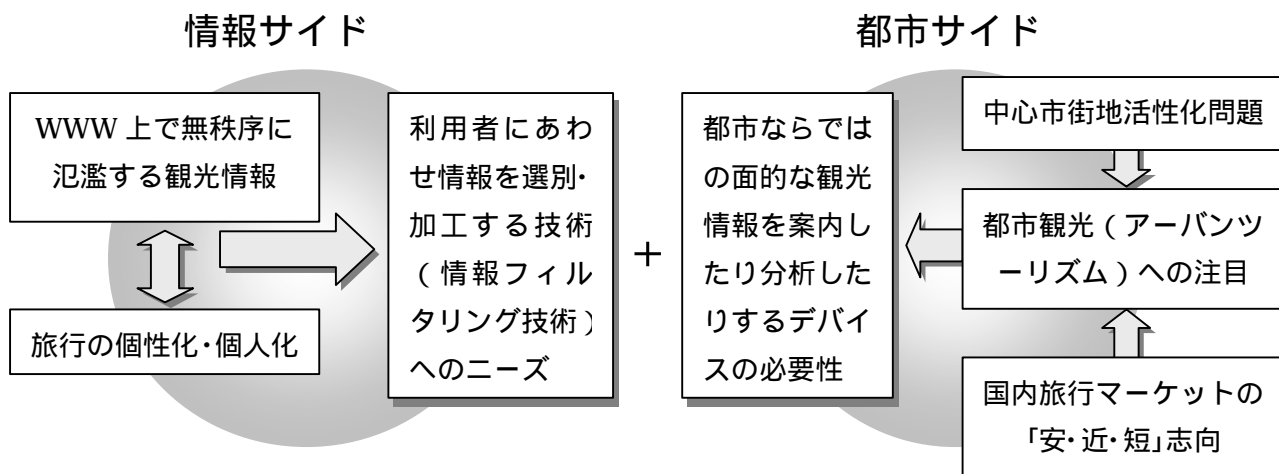 情報サイド
WWW 上で無秩序に
氾濫する観光情報
旅行の個性化・個人化
利用者にあわ
せ情報を選別・
加工する技術
（情報フィル
タリング技術）
へのニーズ
＋
都市サイド
都市ならでは
の面的な観光
情報を案内し
たり分析した
りするデバイ
スの必要性
中心市街地活性化問題
都市観光（アーバンツ
ーリズム）への注目
国内旅行マーケットの
「安・近・短」志向